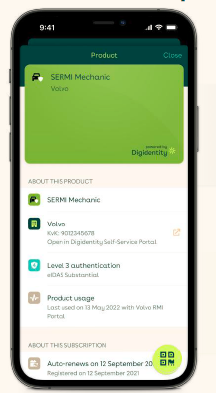 9:41
Product
Close
SERMI Mechanic
Volvo
powered by
Digidentity
ABOUT THIS PRODUCT
SERMI Mechanic
Volvo
KvK: 9012345678
Open in Digidentity Self-Service Portal
Level 3 authentication
eIDAS Substantial
Product usage
Last used on 13 May 2022 with Volvo RMI
Portal.
ABOUT THIS SUBSCRIPTION
Auto-renews on 12 September 20
Registered on 12 September 2021